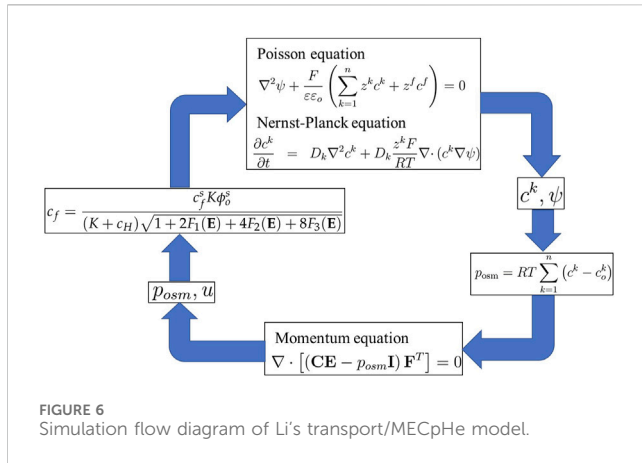 Poisson equation
∇²ψ + F/(εε_o) (∑_{k=1}^{n} z^k c^k + z^f c^f) = 0
Nernst-Planck equation
∂c^k/∂t = D_k ∇²c^k + D_k (z^k F/RT) ∇· (c^k ∇ψ)
c^k, ψ
p_osm = RT ∑_{k=1}^{n} (c^k − c_o^k)
Momentum equation
∇ · [(CE − p_osm I) F^T] = 0
p_osm, u
c_f = c_f^s K φ_o^s / ((K + c_H) √(1 + 2F_1(E) + 4F_2(E) + 8F_3(E)))
FIGURE 6
Simulation flow diagram of Li's transport/MECpHe model.